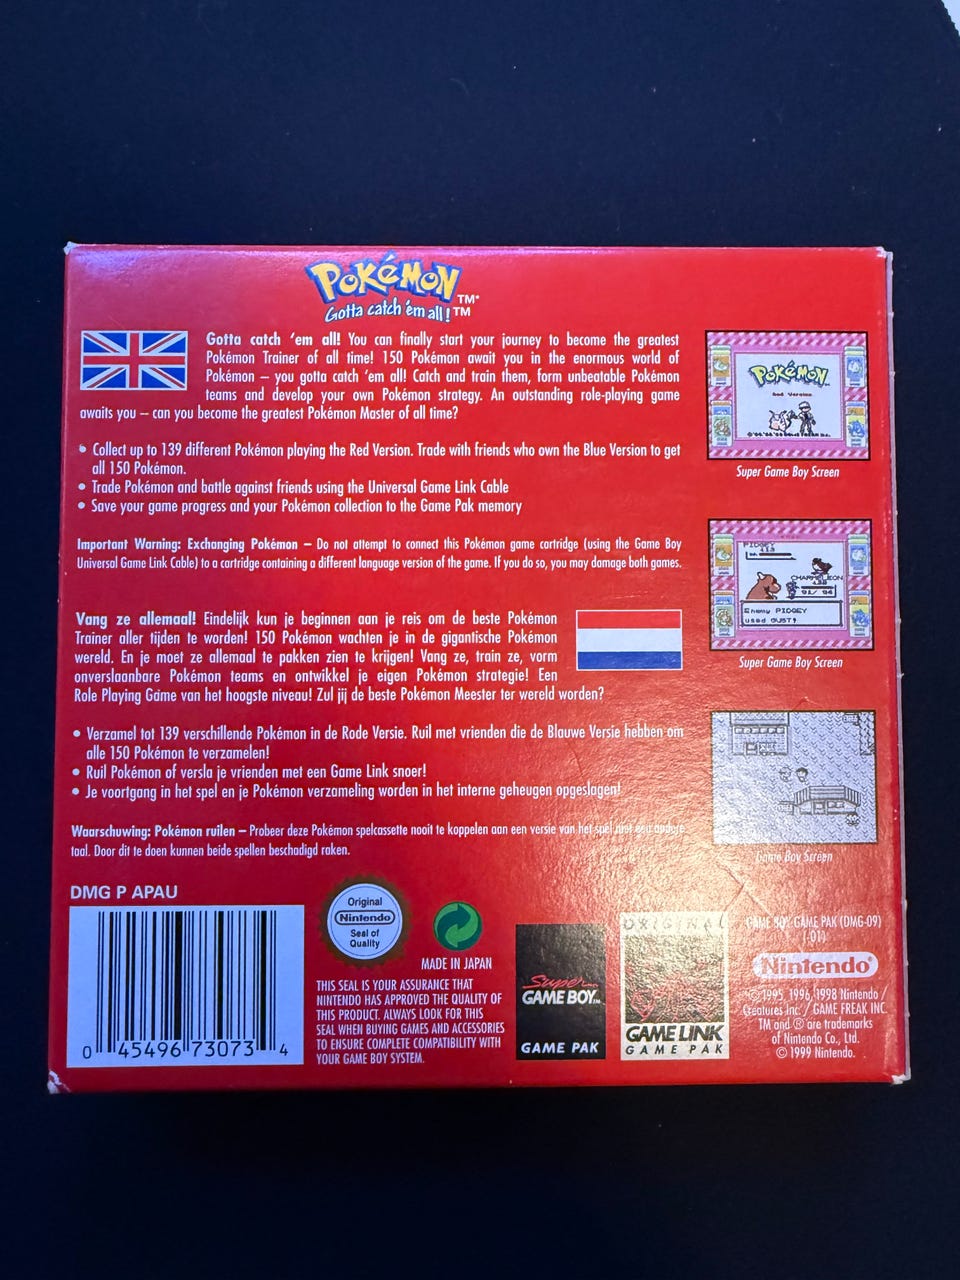 POKéMON ™*
Gotta catch 'em all! ™
Gotta catch 'em all! You can finally start your journey to become the greatest
Pokémon Trainer of all time! 150 Pokémon await you in the enormous world of
Pokémon – you gotta catch 'em all! Catch and train them, form unbeatable Pokémon
teams and develop your own Pokémon strategy. An outstanding role-playing game
awaits you – can you become the greatest Pokémon Master of all time?
• Collect up to 139 different Pokémon playing the Red Version. Trade with friends who own the Blue Version to get
all 150 Pokémon.
• Trade Pokémon and battle against friends using the Universal Game Link Cable
• Save your game progress and your Pokémon collection to the Game Pak memory
Important Warning: Exchanging Pokémon – Do not attempt to connect this Pokémon game cartridge (using the Game Boy
Universal Game Link Cable) to a cartridge containing a different language version of the game. If you do so, you may damage both games.
Vang ze allemaal! Eindelijk kun je beginnen aan je reis om de beste Pokémon
Trainer aller tijden te worden! 150 Pokémon wachten je in de gigantische Pokémon
wereld. En je moet ze allemaal te pakken zien te krijgen! Vang ze, train ze, vorm
onverslaanbare Pokémon teams en ontwikkel je eigen Pokémon strategie! Een
Role Playing Game van het hoogste niveau! Zul jij de beste Pokémon Meester ter wereld worden?
• Verzamel tot 139 verschillende Pokémon in de Rode Versie. Ruil met vrienden die de Blauwe Versie hebben om
alle 150 Pokémon te verzamelen!
• Ruil Pokémon of versla je vrienden met een Game Link snoer!
• Je voortgang in het spel en je Pokémon verzameling worden in het interne geheugen opgeslagen!
Waarschuwing: Pokémon ruilen – Probeer deze Pokémon spelcassette nooit te koppelen aan een versie van het spel met een andere
taal. Door dit te doen kunnen beide spellen beschadigd raken.
POKéMON
Red Version
Super Game Boy Screen
PIDGEY
CHARMELEON
Enemy PIDGEY
used GUST!
Super Game Boy Screen
Game Boy Screen
DMG P APAU
0 45496 73073 4
Original
Nintendo
Seal of
Quality
MADE IN JAPAN
THIS SEAL IS YOUR ASSURANCE THAT
NINTENDO HAS APPROVED THE QUALITY OF
THIS PRODUCT. ALWAYS LOOK FOR THIS
SEAL WHEN BUYING GAMES AND ACCESSORIES
TO ENSURE COMPLETE COMPATIBILITY WITH
YOUR GAME BOY SYSTEM.
Super
GAME BOY™
GAME PAK
ORIGINAL
GAME LINK
GAME PAK
GAME BOY GAME PAK (DMG-09)
(-01)
Nintendo®
© 1995, 1996, 1998 Nintendo /
Creatures Inc. / GAME FREAK INC.
TM and ® are trademarks
of Nintendo Co., Ltd.
© 1999 Nintendo.